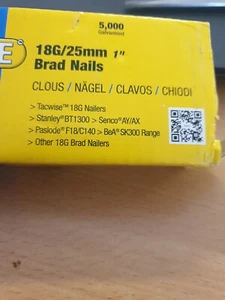 E
5,000
Galvanised
18G/25mm 1"
Brad Nails
CLOUS / NÄGEL / CLAVOS / CHIODI
> Tacwise™ 18G Nailers
> Stanley® BT1300 > Senco® AY/AX
> Paslode® F18/C140 > BeA® SK300 Range
> Other 18G Brad Nailers